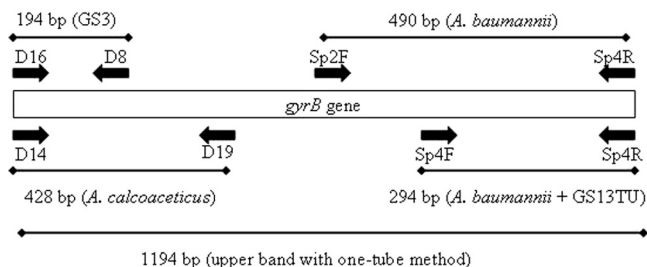 194 bp (GS3)
490 bp (A. baumannii)
D16 D8 Sp2F Sp4R
gyrB gene
D14 D19 Sp4F Sp4R
428 bp (A. calcoaceticus)
294 bp (A. baumannii + GS13TU)
1194 bp (upper band with one-tube method)